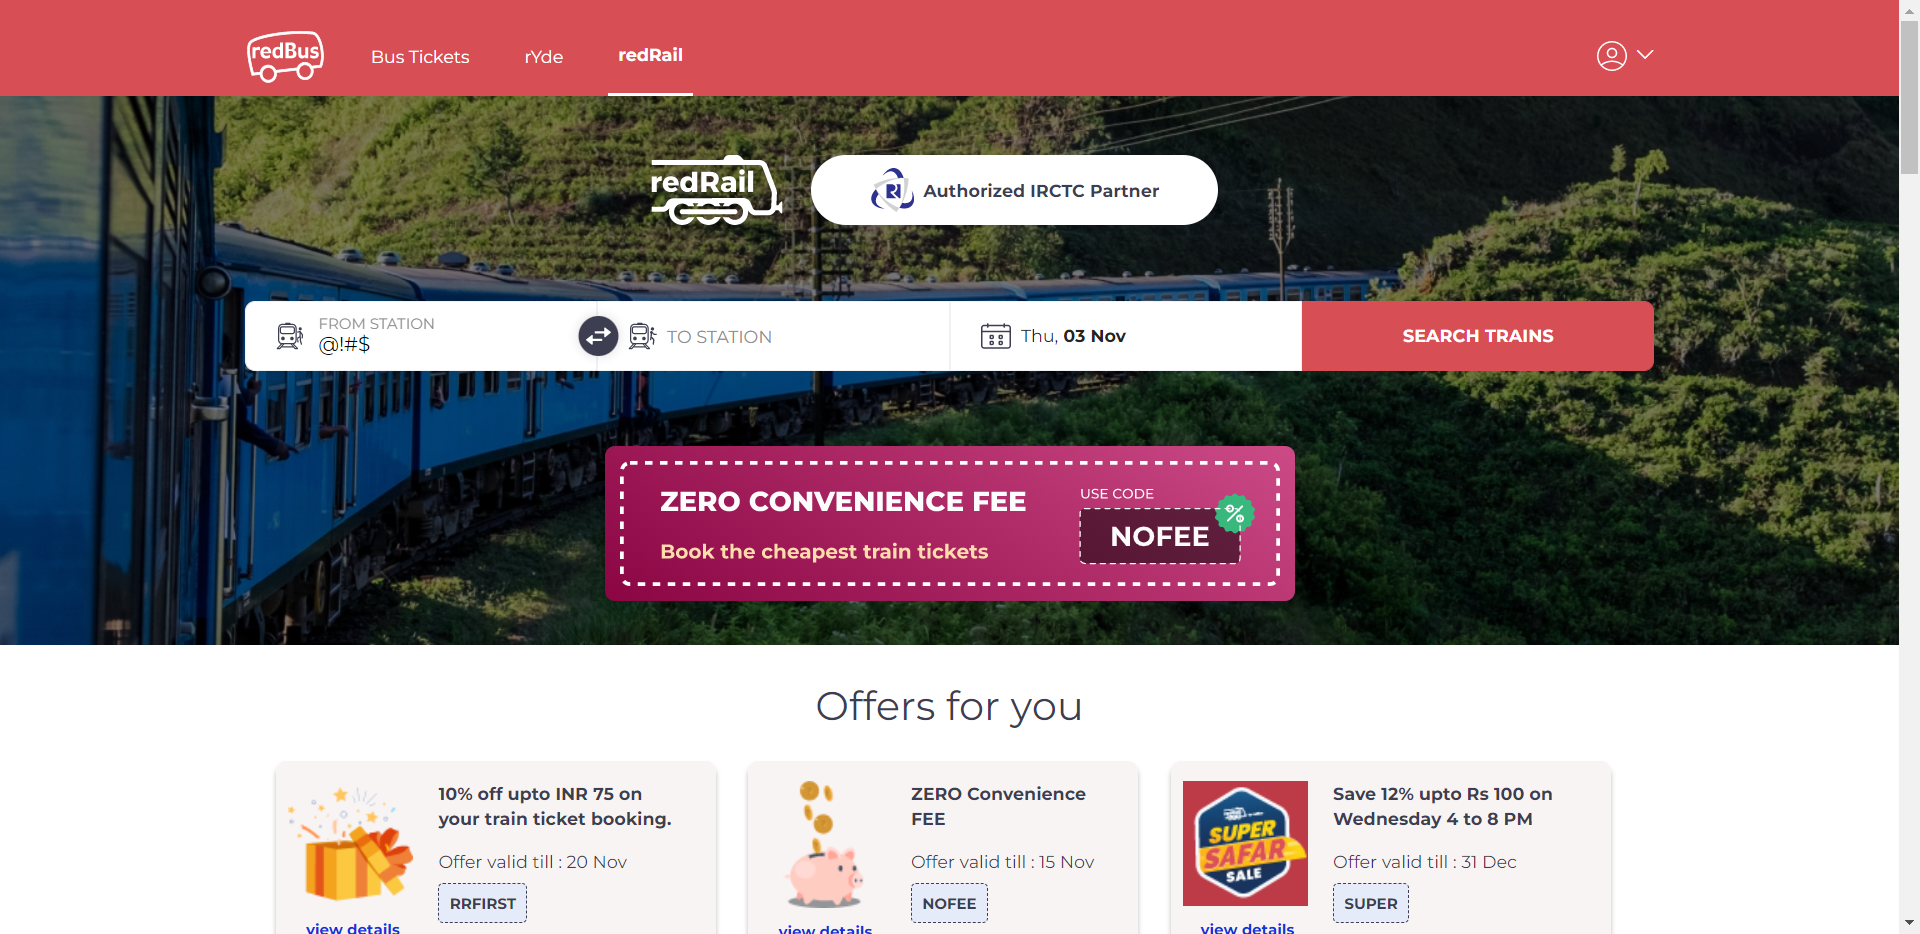 redBus
Bus Tickets
rYde
redRail
redRail
Authorized IRCTC Partner
FROM STATION
@!#$
TO STATION
Thu, 03 Nov
SEARCH TRAINS
ZERO CONVENIENCE FEE
Book the cheapest train tickets
USE CODE
NOFEE
Offers for you
10% off upto INR 75 on
your train ticket booking.
Offer valid till : 20 Nov
RRFIRST
view details
ZERO Convenience
FEE
Offer valid till : 15 Nov
NOFEE
view details
SUPER
SAFAR
SALE
Save 12% upto Rs 100 on
Wednesday 4 to 8 PM
Offer valid till : 31 Dec
SUPER
view details